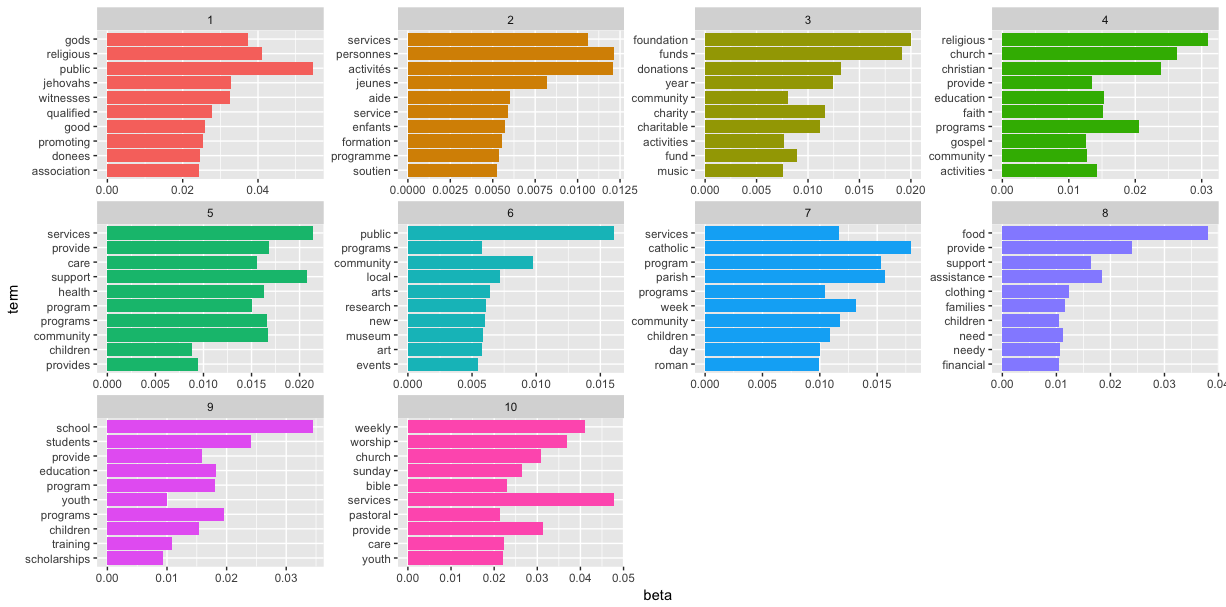 term
1
gods
religious
public
jehovahs
witnesses
qualified
good
promoting
donees
association
0.00 0.02 0.04
2
services
personnes
activités
jeunes
aide
service
enfants
formation
programme
soutien
0.0000 0.0025 0.0050 0.0075 0.0100 0.0125
3
foundation
funds
donations
year
community
charity
charitable
activities
fund
music
0.000 0.005 0.010 0.015 0.020
4
religious
church
christian
provide
education
faith
programs
gospel
community
activities
0.00 0.01 0.02 0.03
5
services
provide
care
support
health
program
programs
community
children
provides
0.000 0.005 0.010 0.015 0.020
6
public
programs
community
local
arts
research
new
museum
art
events
0.000 0.005 0.010 0.015
7
services
catholic
program
parish
programs
week
community
children
day
roman
0.000 0.005 0.010 0.015
8
food
provide
support
assistance
clothing
families
children
need
needy
financial
0.00 0.01 0.02 0.03 0.04
9
school
students
provide
education
program
youth
programs
children
training
scholarships
0.00 0.01 0.02 0.03
10
weekly
worship
church
sunday
bible
services
pastoral
provide
care
youth
0.00 0.01 0.02 0.03 0.04 0.05
beta